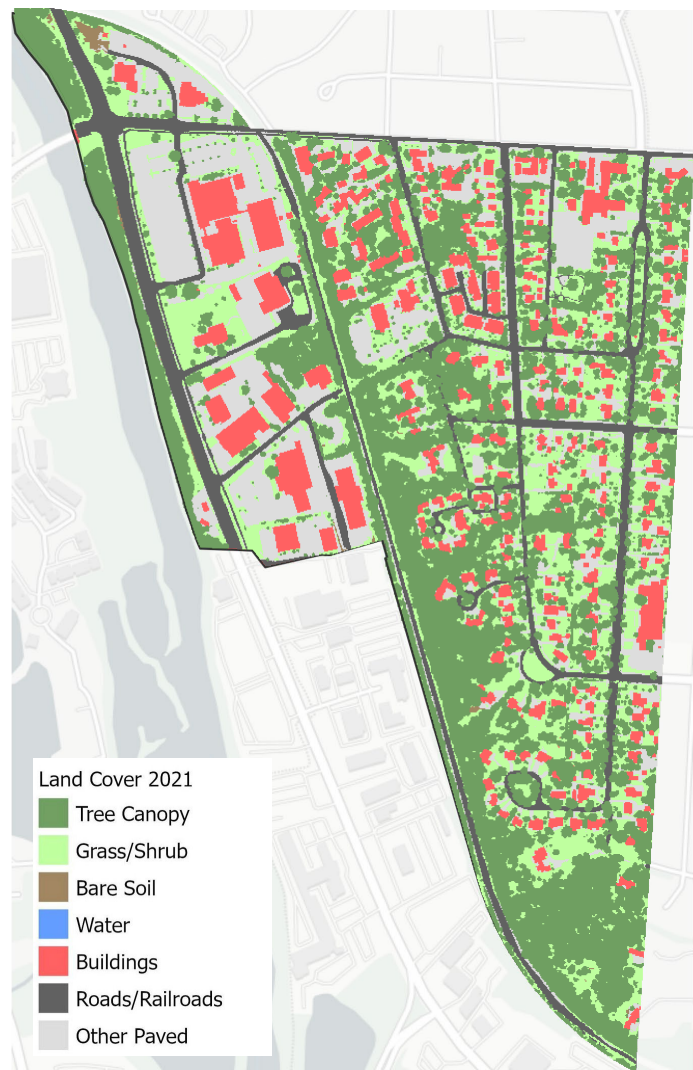 Land Cover 2021
Tree Canopy
Grass/Shrub
Bare Soil
Water
Buildings
Roads/Railroads
Other Paved